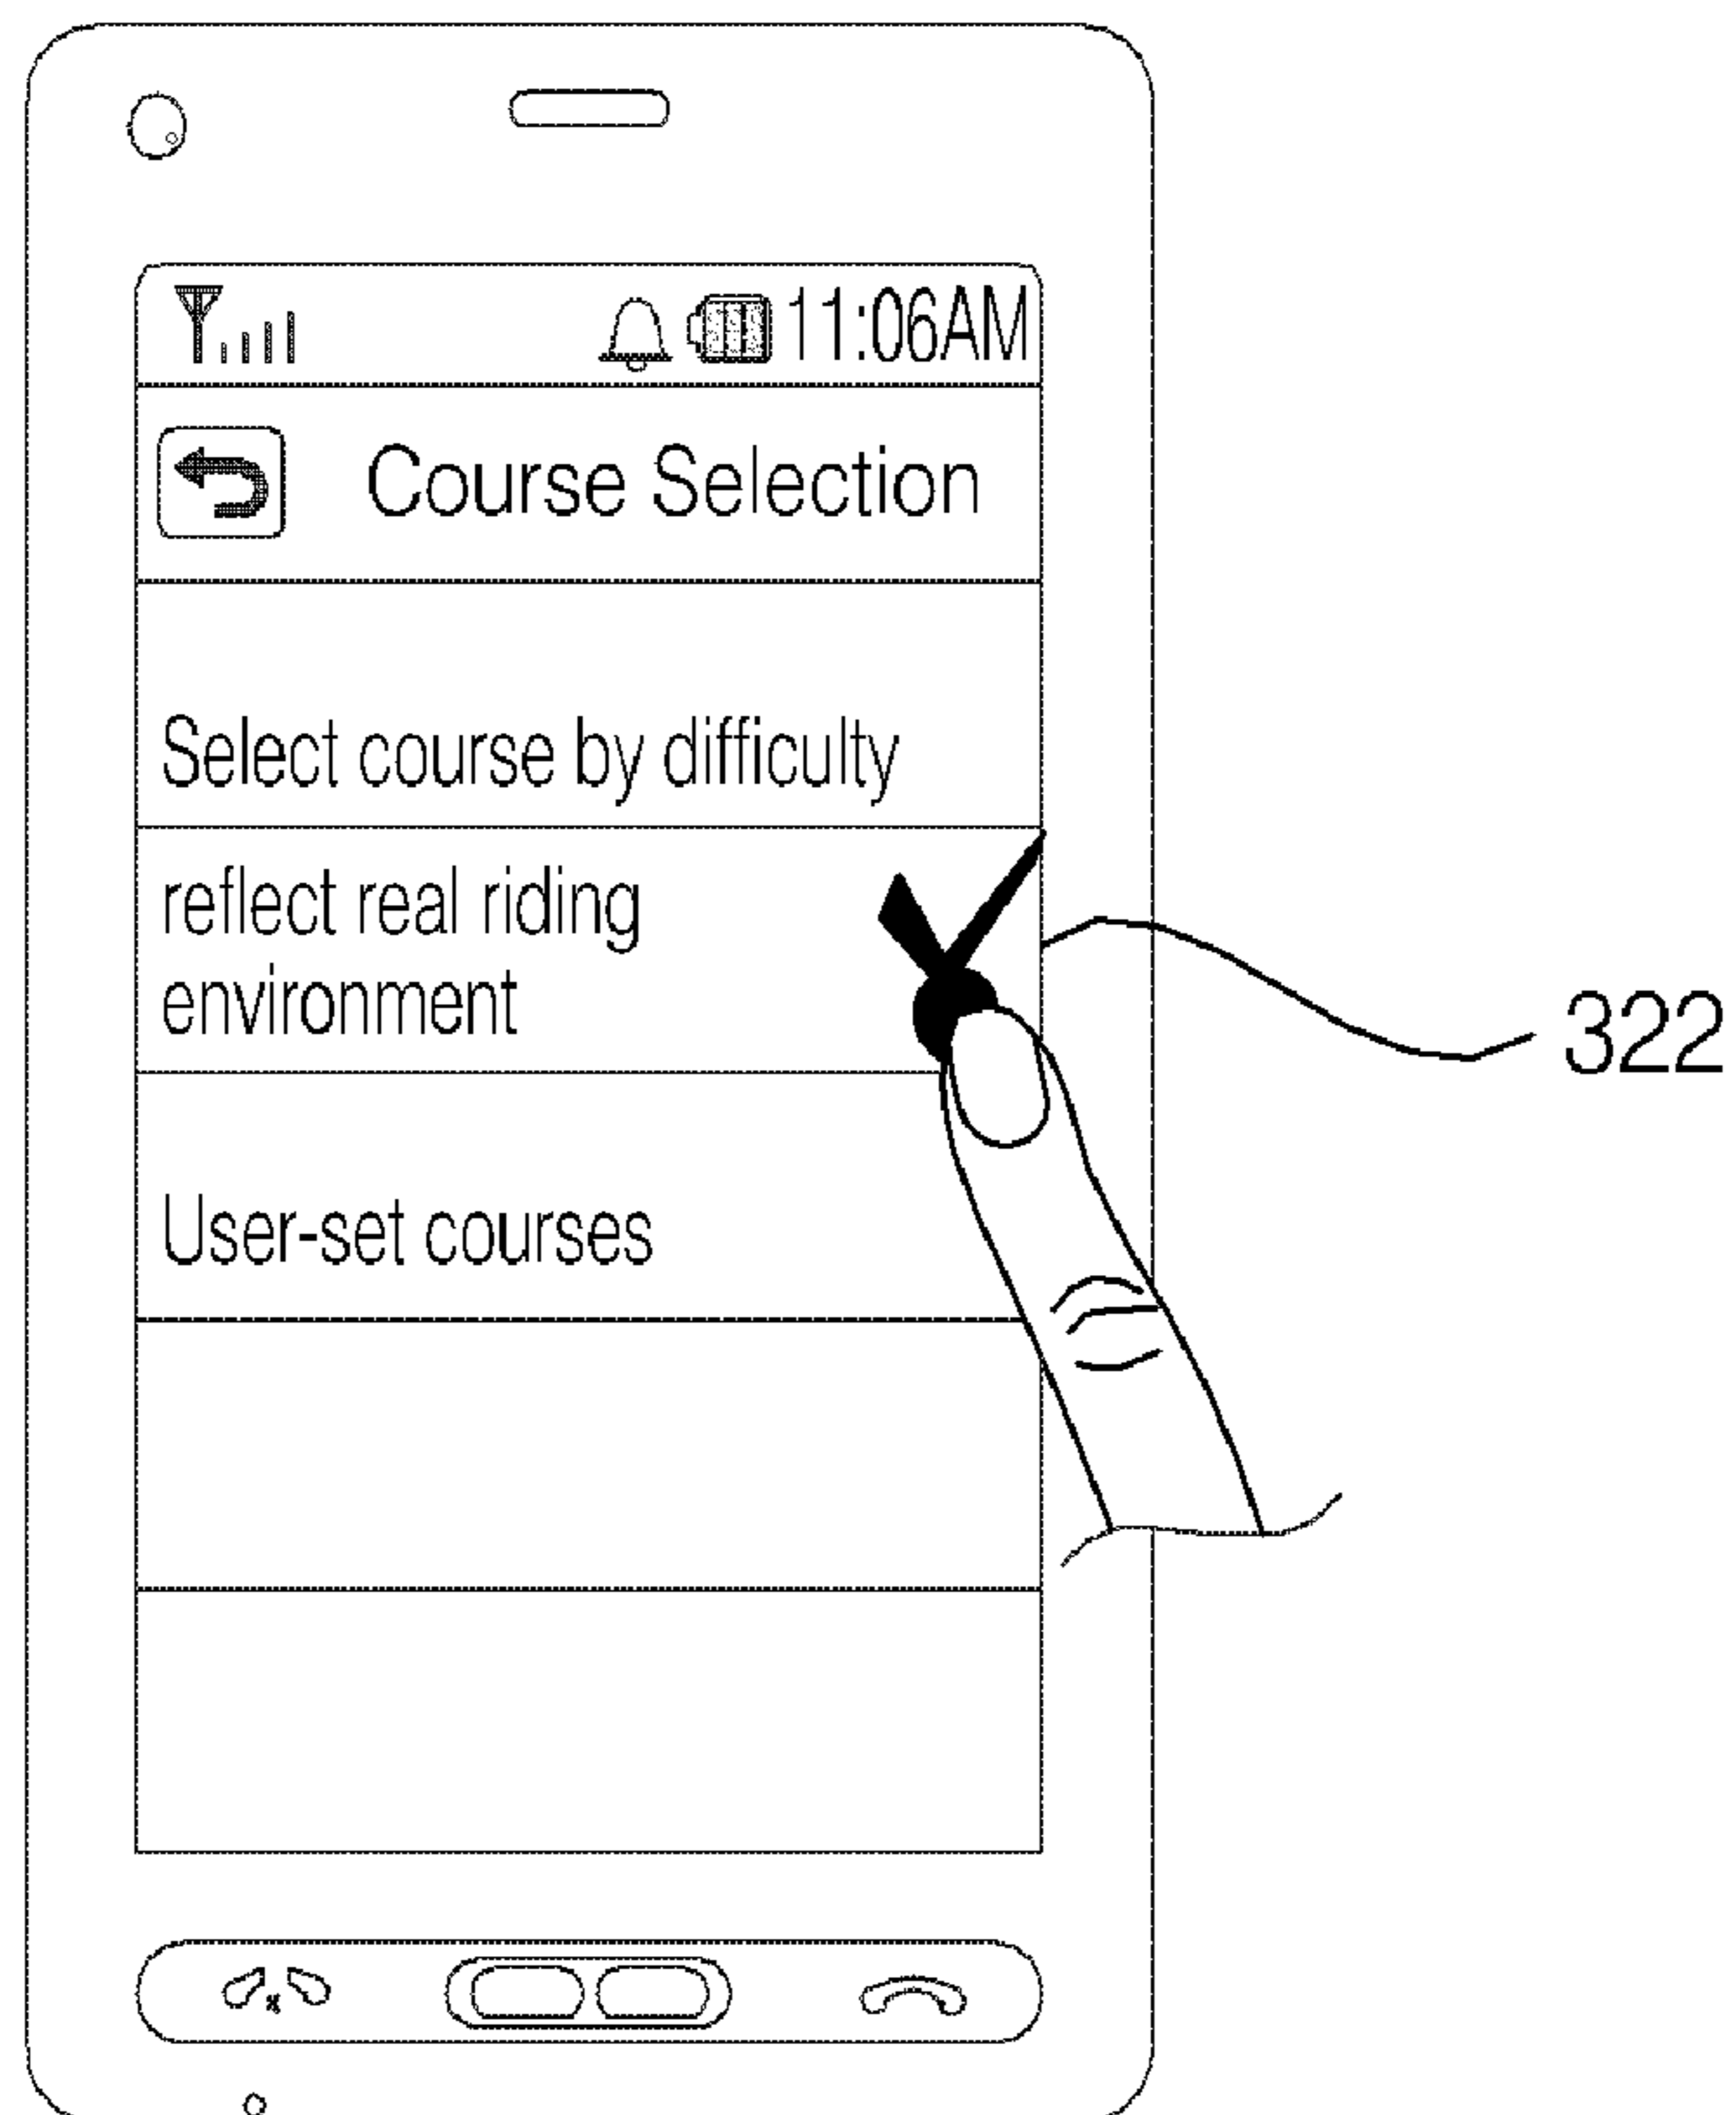 11:06AM
Course Selection
Select course by difficulty
reflect real riding
environment
322
User-set courses